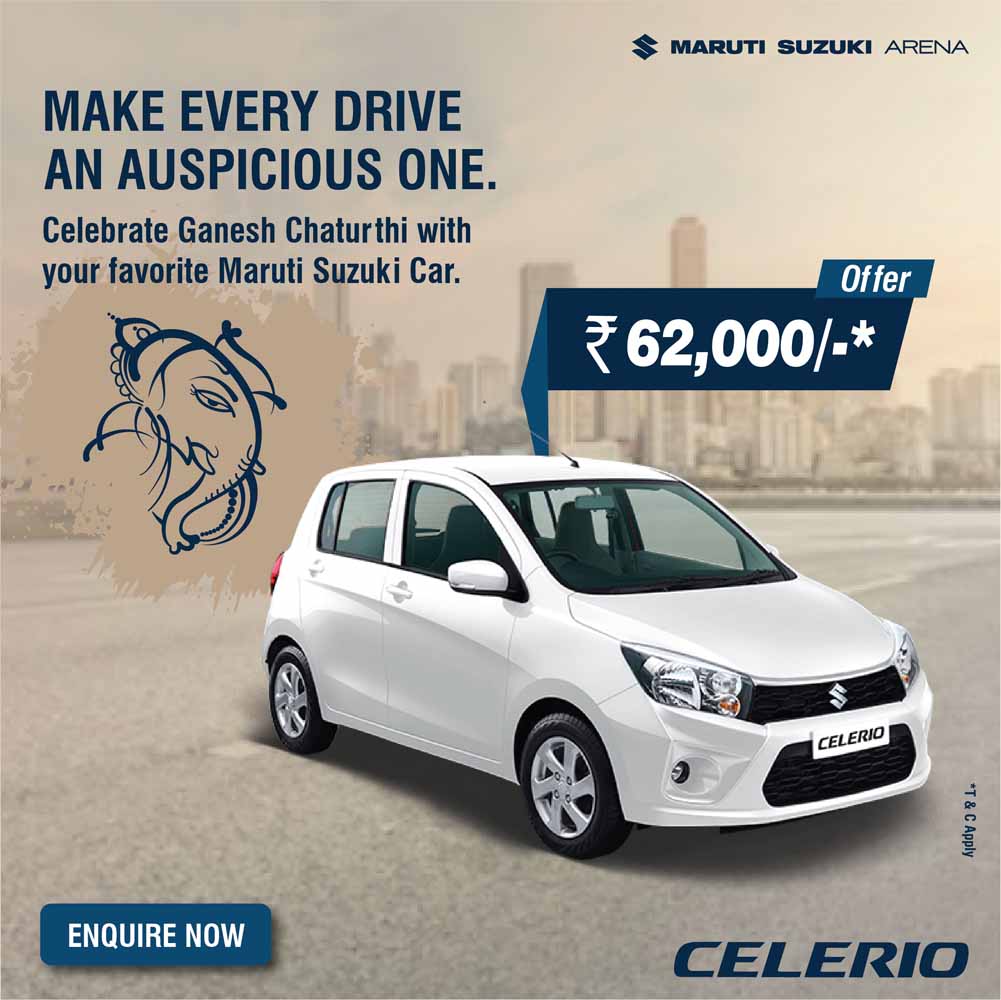 MARUTI SUZUKI ARENA
MAKE EVERY DRIVE
AN AUSPICIOUS ONE.
Celebrate Ganesh Chaturthi with
your favorite Maruti Suzuki Car.
Offer
₹ 62,000/-*
CELERIO
*T & C Apply
ENQUIRE NOW
CELERIO